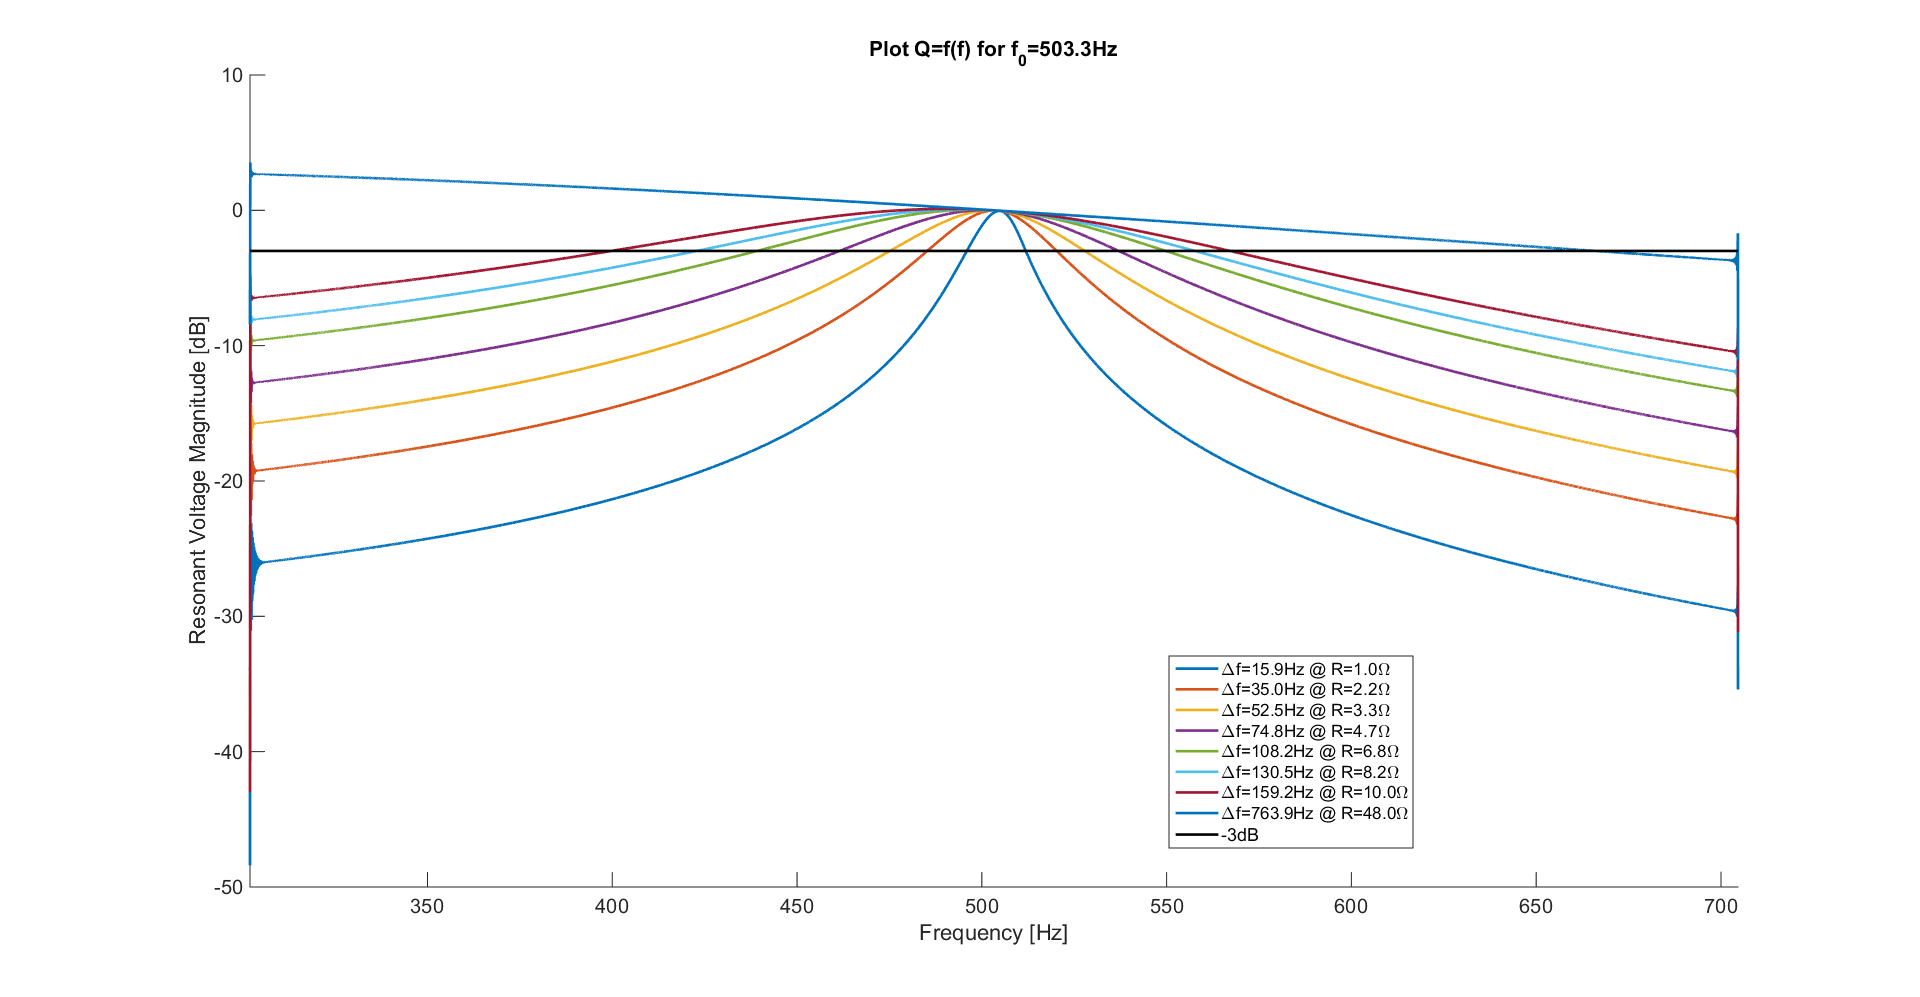 Plot Q=f(f) for f₀=503.3Hz
10
0
-10
-20
-30
-40
-50
Resonant Voltage Magnitude [dB]
350 400 450 500 550 600 650 700
Frequency [Hz]
Δf=15.9Hz @ R=1.0Ω
Δf=35.0Hz @ R=2.2Ω
Δf=52.5Hz @ R=3.3Ω
Δf=74.8Hz @ R=4.7Ω
Δf=108.2Hz @ R=6.8Ω
Δf=130.5Hz @ R=8.2Ω
Δf=159.2Hz @ R=10.0Ω
Δf=763.9Hz @ R=48.0Ω
-3dB